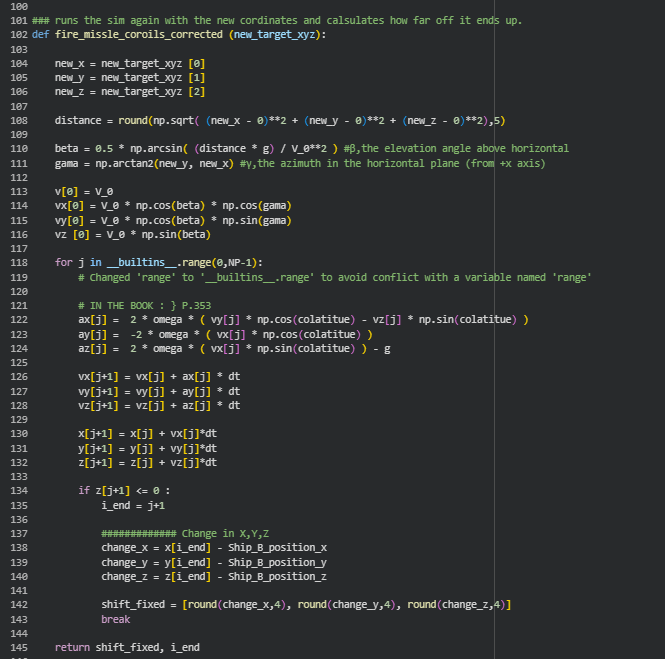 100
101 ### runs the sim again with the new cordinates and calsulates how far off it ends up.
102 def fire_missle_coroils_corrected (new_target_xyz):
103
104     new_x = new_target_xyz [0]
105     new_y = new_target_xyz [1]
106     new_z = new_target_xyz [2]
107
108     distance = round(np.sqrt( (new_x - 0)**2 + (new_y - 0)**2 + (new_z - 0)**2),5)
109
110     beta = 0.5 * np.arcsin( (distance * g) / V_0**2 ) #β,the elevation angle above horizontal
111     gama = np.arctan2(new_y, new_x) #γ,the azimuth in the horizontal plane (from +x axis)
112
113     v[0] = V_0
114     vx[0] = V_0 * np.cos(beta) * np.cos(gama)
115     vy[0] = V_0 * np.cos(beta) * np.sin(gama)
116     vz [0] = V_0 * np.sin(beta)
117
118     for j in __builtins__.range(0,NP-1):
119         # Changed 'range' to '__builtins__.range' to avoid conflict with a variable named 'range'
120
121         # IN THE BOOK : } P.353
122         ax[j] =  2 * omega * ( vy[j] * np.cos(colatitue) - vz[j] * np.sin(colatitue) )
123         ay[j] =  -2 * omega * ( vx[j] * np.cos(colatitue) )
124         az[j] =  2 * omega * ( vx[j] * np.sin(colatitue) ) - g
125
126         vx[j+1] = vx[j] + ax[j] * dt
127         vy[j+1] = vy[j] + ay[j] * dt
128         vz[j+1] = vz[j] + az[j] * dt
129
130         x[j+1] = x[j] + vx[j]*dt
131         y[j+1] = y[j] + vy[j]*dt
132         z[j+1] = z[j] + vz[j]*dt
133
134         if z[j+1] <= 0 :
135             i_end = j+1
136
137             ############# Change in X,Y,Z
138             change_x = x[i_end] - Ship_B_position_x
139             change_y = y[i_end] - Ship_B_position_y
140             change_z = z[i_end] - Ship_B_position_z
141
142             shift_fixed = [round(change_x,4), round(change_y,4), round(change_z,4)]
143             break
144
145     return shift_fixed, i_end